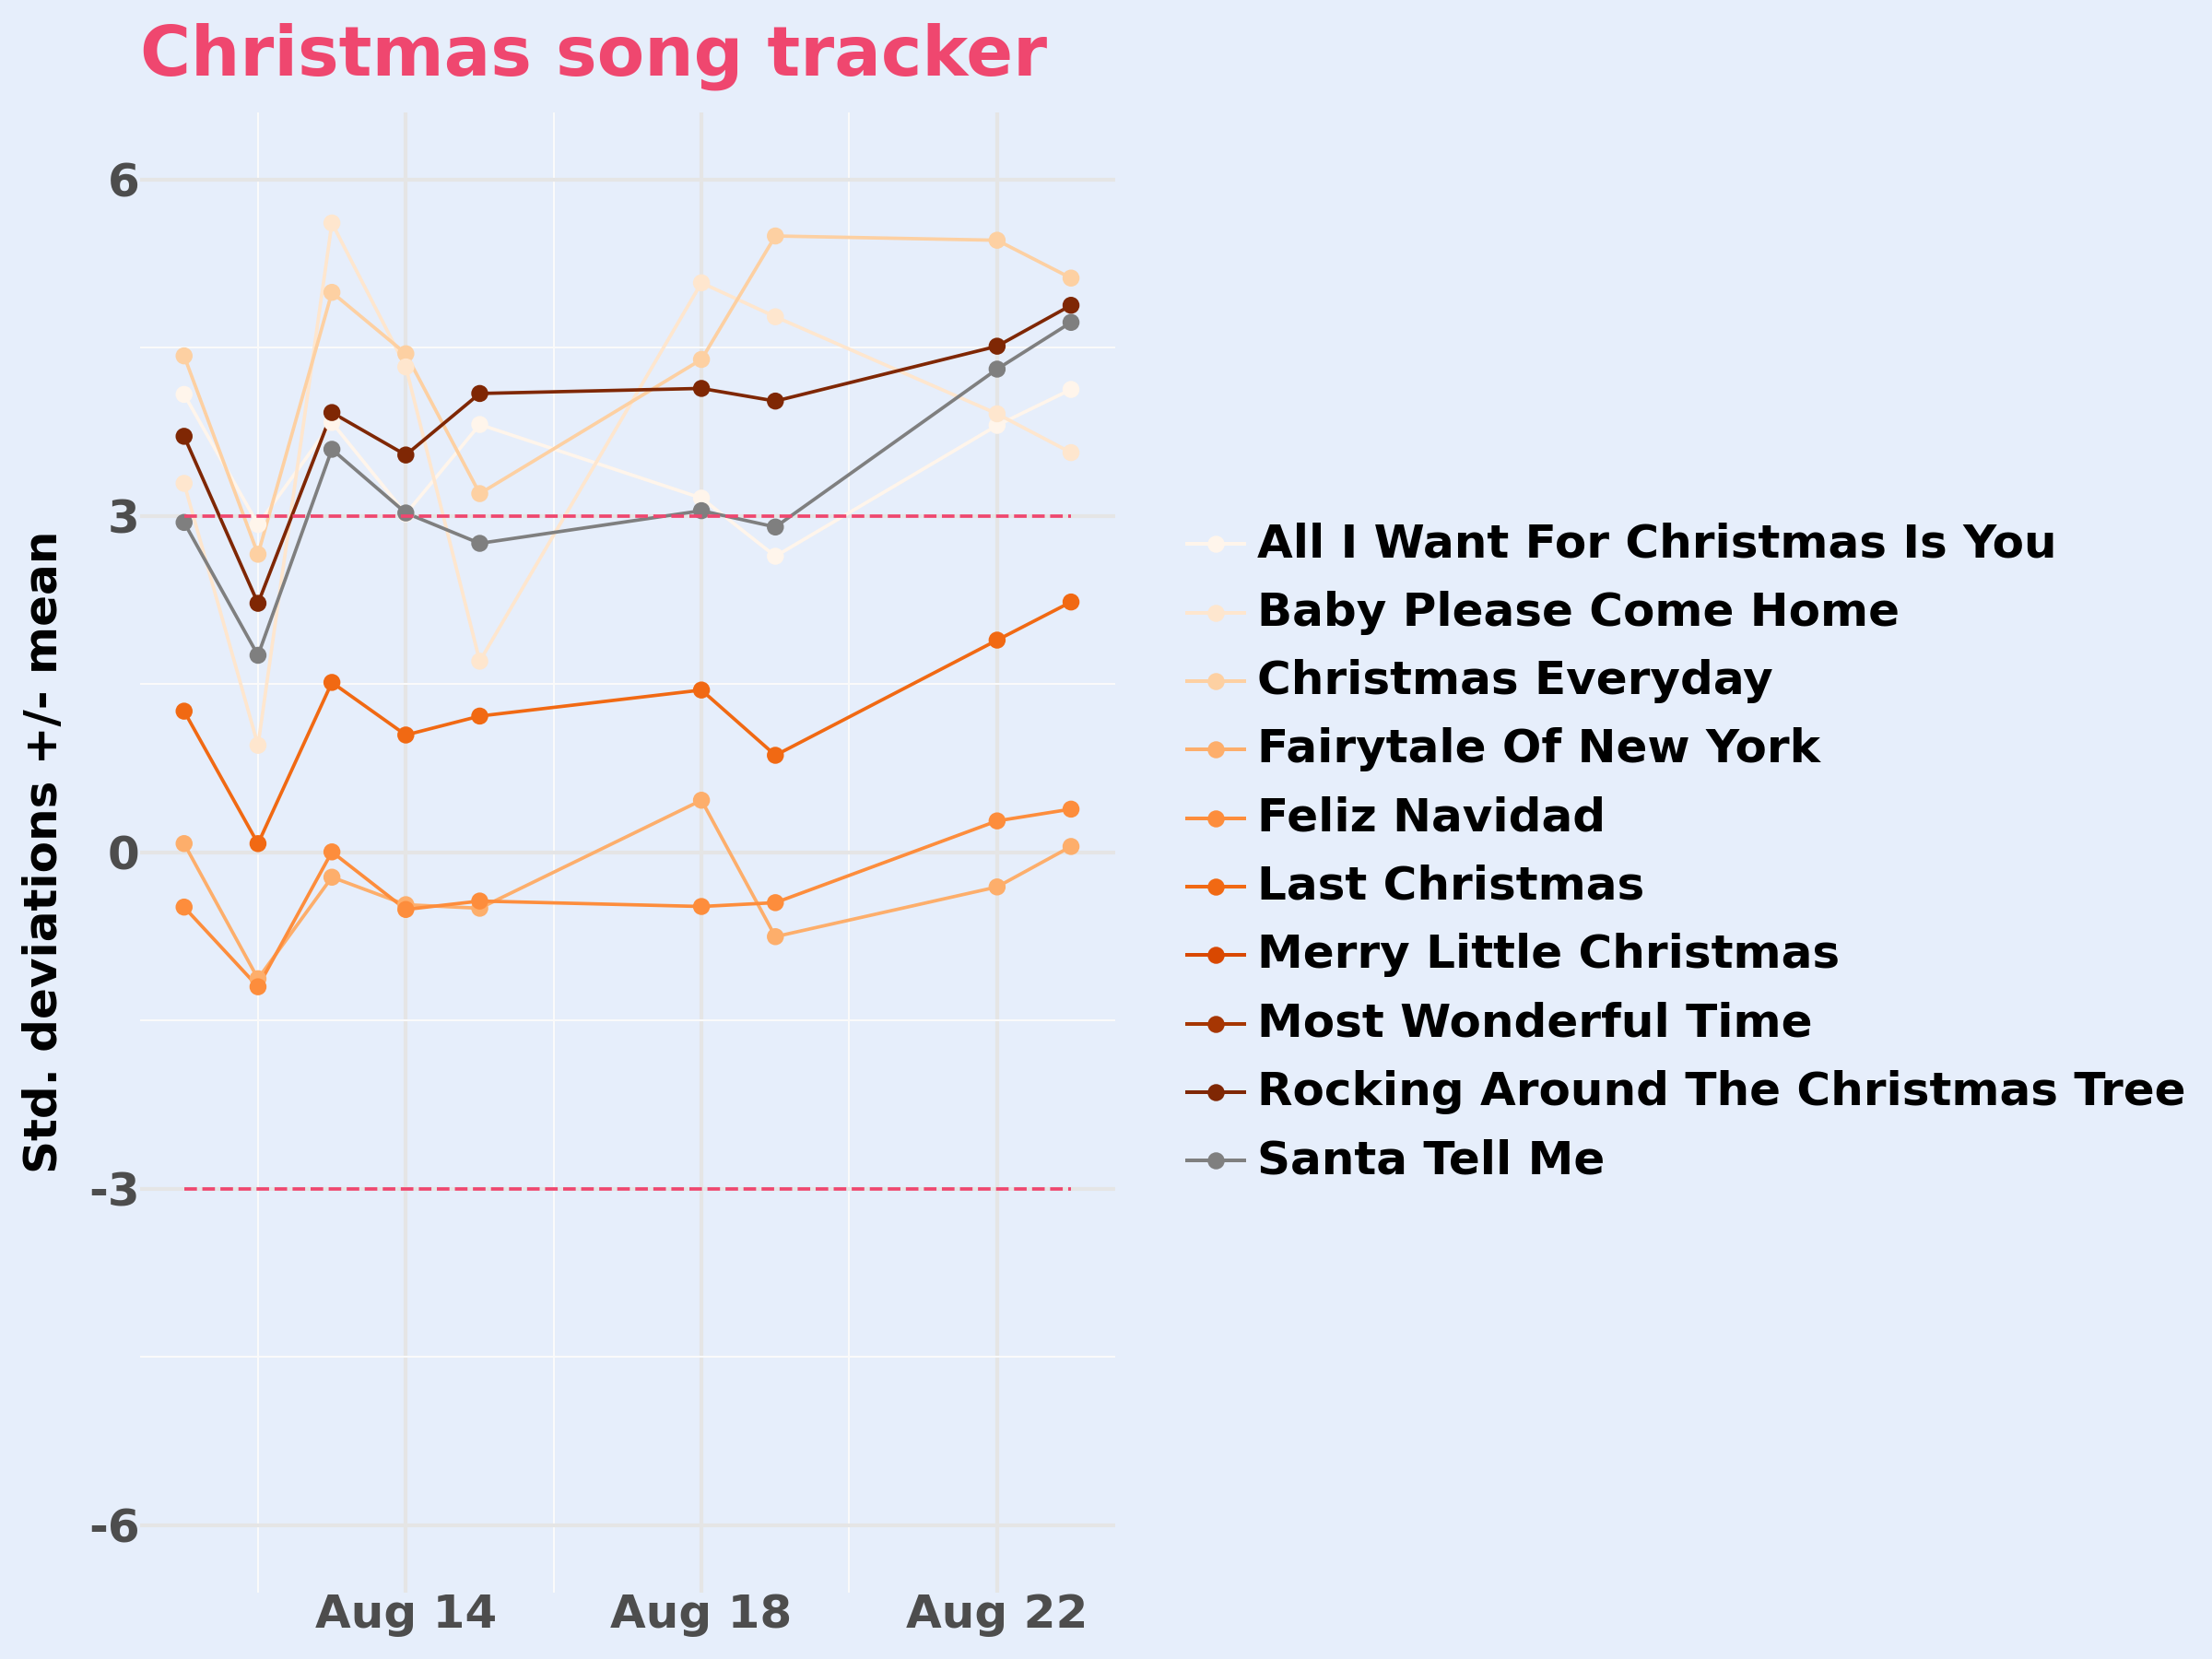 Christmas song tracker
Std. deviations +/- mean
6
3
0
-3
-6
Aug 14 Aug 18 Aug 22
All I Want For Christmas Is You
Baby Please Come Home
Christmas Everyday
Fairytale Of New York
Feliz Navidad
Last Christmas
Merry Little Christmas
Most Wonderful Time
Rocking Around The Christmas Tree
Santa Tell Me